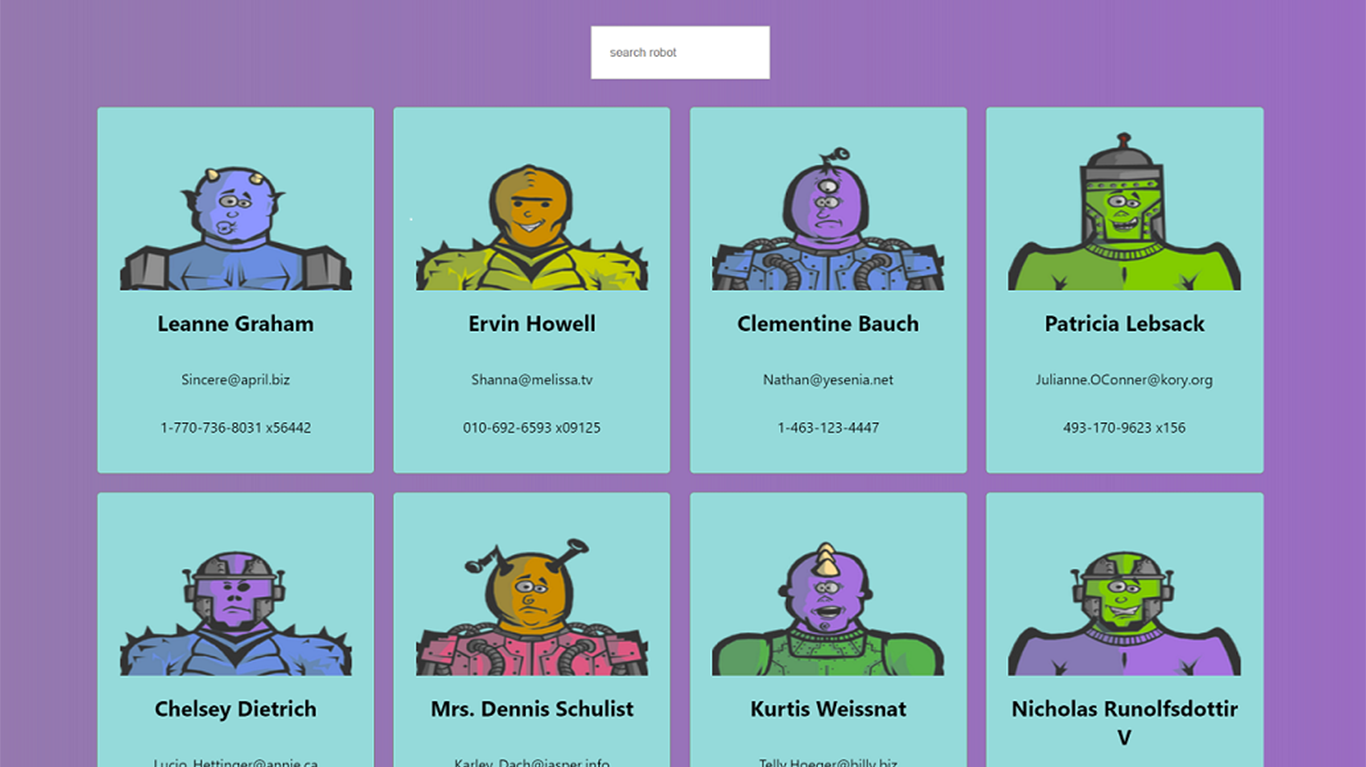 search robot
Leanne Graham
Sincere@april.biz
1-770-736-8031 x56442
Ervin Howell
Shanna@melissa.tv
010-692-6593 x09125
Clementine Bauch
Nathan@yesenia.net
1-463-123-4447
Patricia Lebsack
Julianne.OConner@kory.org
493-170-9623 x156
Chelsey Dietrich
Lucio_Hettinger@annie.ca
Mrs. Dennis Schulist
Karley_Dach@jasper.info
Kurtis Weissnat
Telly.Hoeger@billy.biz
Nicholas Runolfsdottir
V